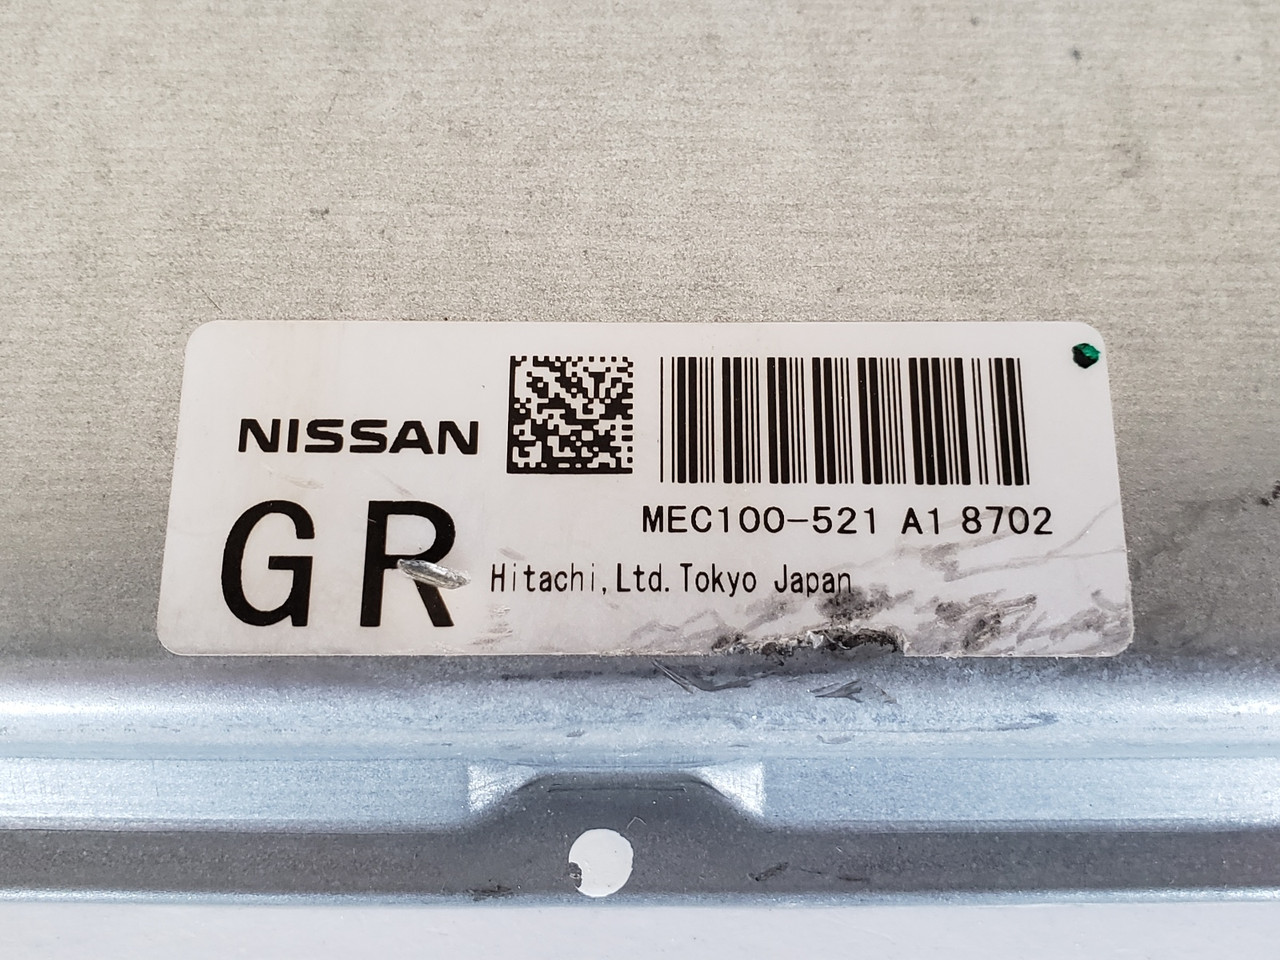 NISSAN
MEC100-521 A1 8702
GR
Hitachi,Ltd. Tokyo Japan